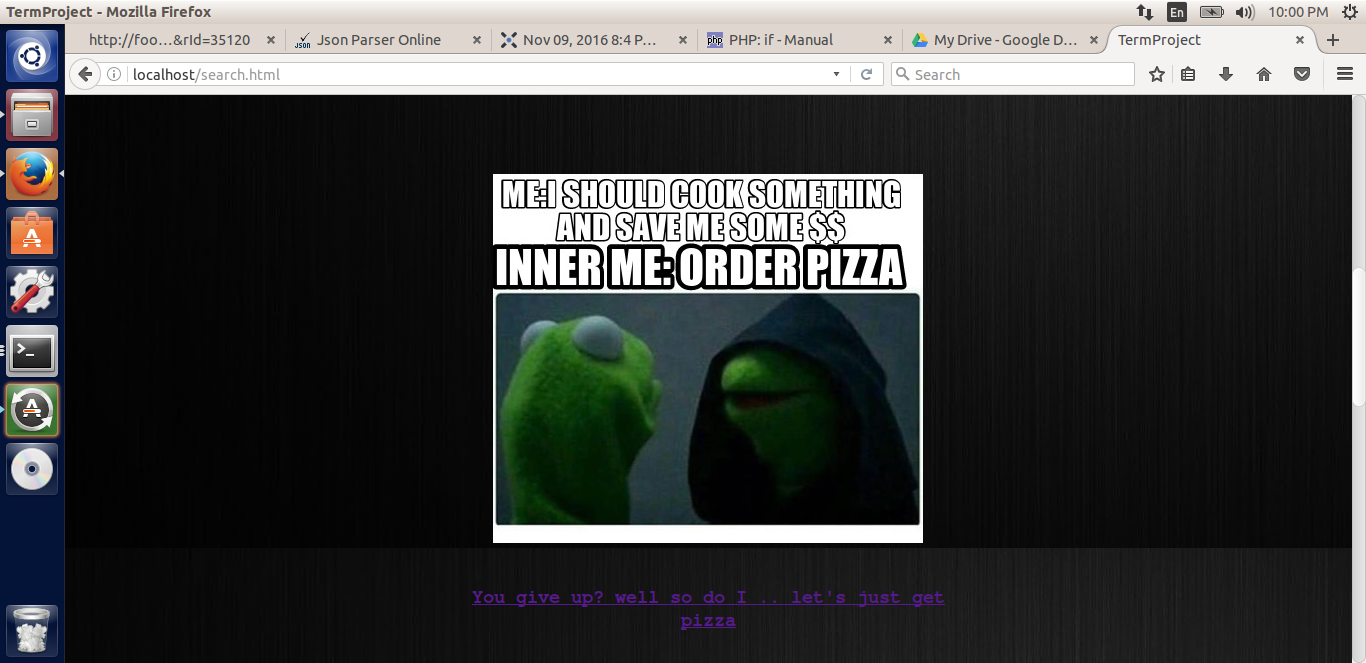 TermProject - Mozilla Firefox
En
10:00 PM
http://foo...&rId=35120
JSON
Json Parser Online
Nov 09, 2016 8:4 P...
php
PHP: if - Manual
My Drive - Google D...
TermProject
localhost/search.html
Search
ME:I SHOULD COOK SOMETHING
AND SAVE ME SOME $$
INNER ME: ORDER PIZZA
You give up? well so do I .. let's just get
pizza